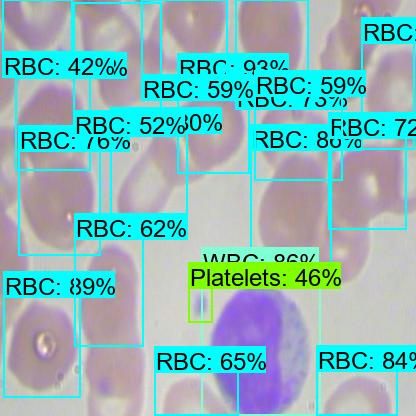 RBC:
RBC: 42%
RBC: 93%
RBC: 59%
RBC: 59%
RBC: 73%
RBC: 52%
80%
RBC: 72
RBC: 76%
RBC: 86%
RBC: 62%
WBC: 86%
Platelets: 46%
RBC: 89%
RBC: 65%
RBC: 84%